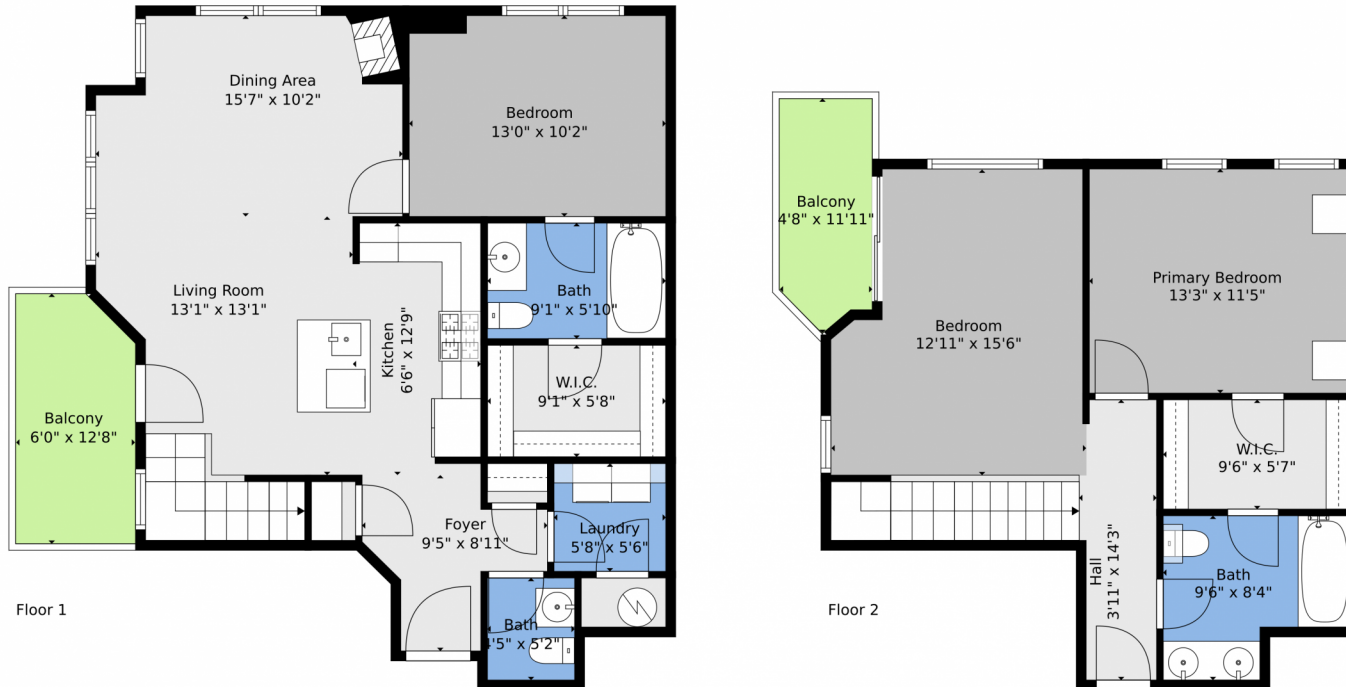 Dining Area
15'7" x 10'2"
Bedroom
13'0" x 10'2"
Living Room
13'1" x 13'1"
Kitchen
6'6" x 12'9"
Bath
9'1" x 5'10"
W.I.C.
9'1" x 5'8"
Balcony
6'0" x 12'8"
Foyer
9'5" x 8'11"
Laundry
5'8" x 5'6"
Bath
4'5" x 5'2"
Floor 1
Balcony
4'8" x 11'11"
Bedroom
12'11" x 15'6"
Primary Bedroom
13'3" x 11'5"
W.I.C.
9'6" x 5'7"
Hall
3'11" x 14'3"
Bath
9'6" x 8'4"
Floor 2